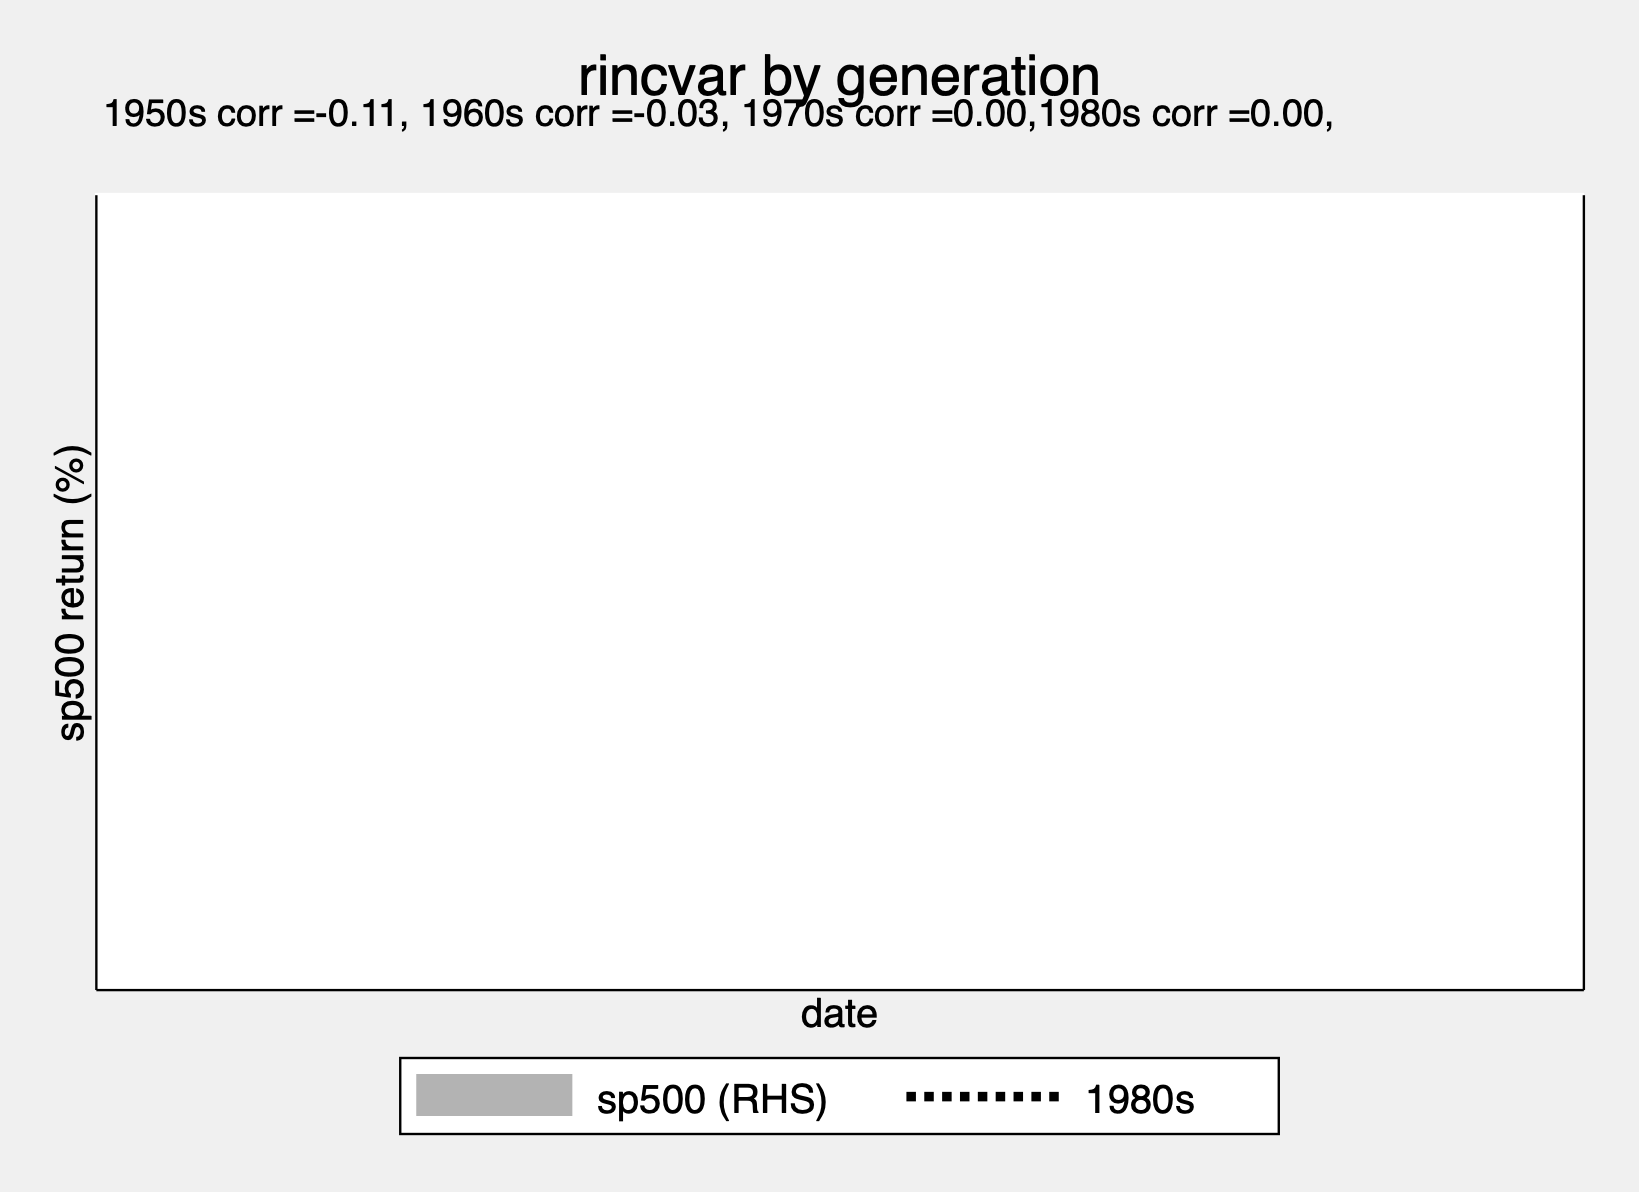 rincvar by generation
1950s corr =-0.11, 1960s corr =-0.03, 1970s corr =0.00,1980s corr =0.00,
sp500 return (%)
date
sp500 (RHS) 1980s